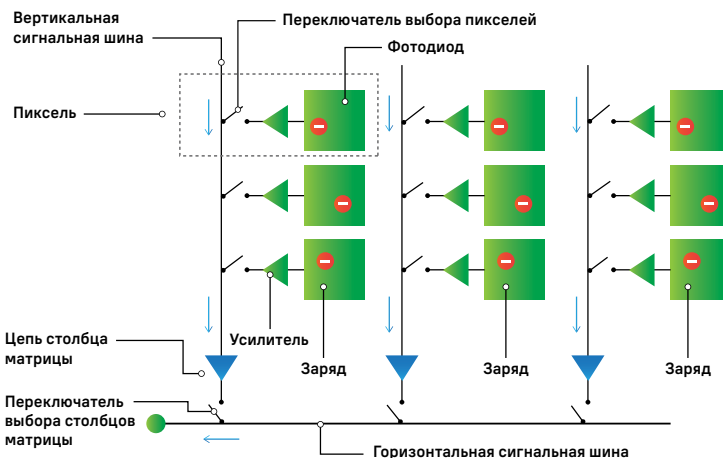 Вертикальная
сигнальная шина
Переключатель выбора пикселей
Фотодиод
Пиксель
Усилитель
Заряд
Заряд
Заряд
Цепь столбца
матрицы
Переключатель
выбора столбцов
матрицы
Горизонтальная сигнальная шина